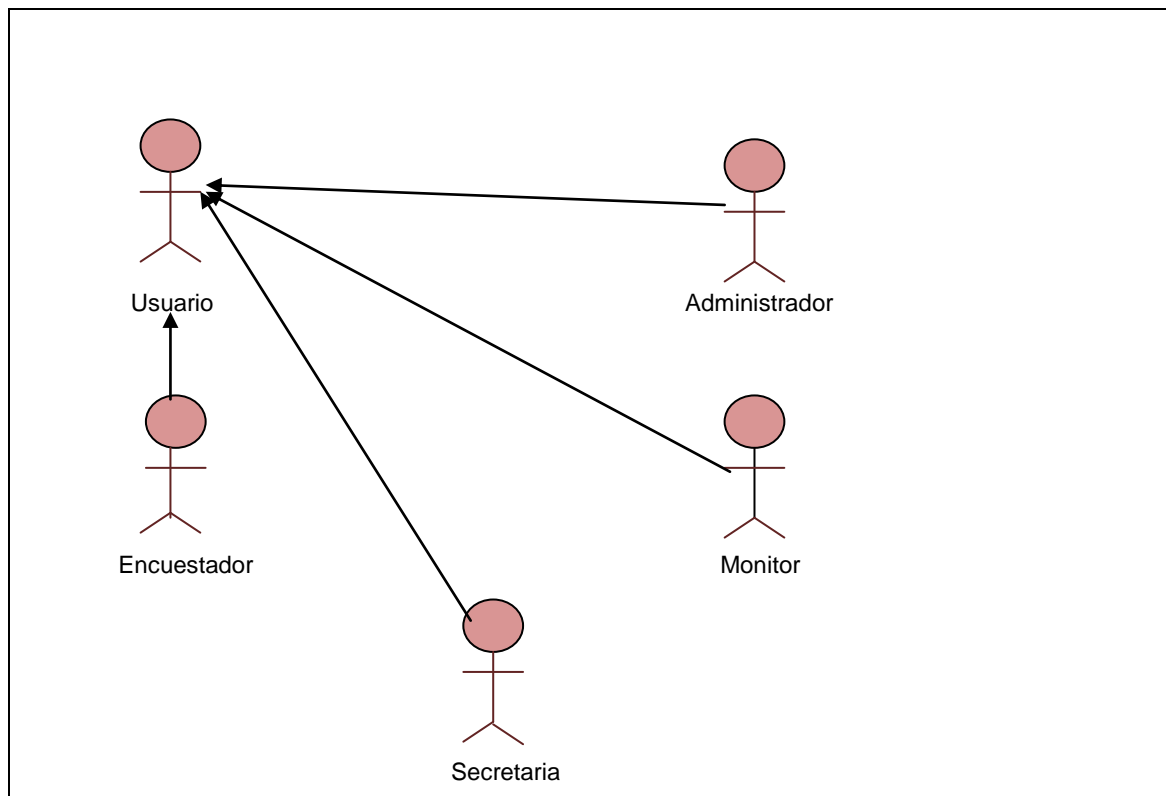 Usuario
Administrador
Encuestador
Monitor
Secretaria